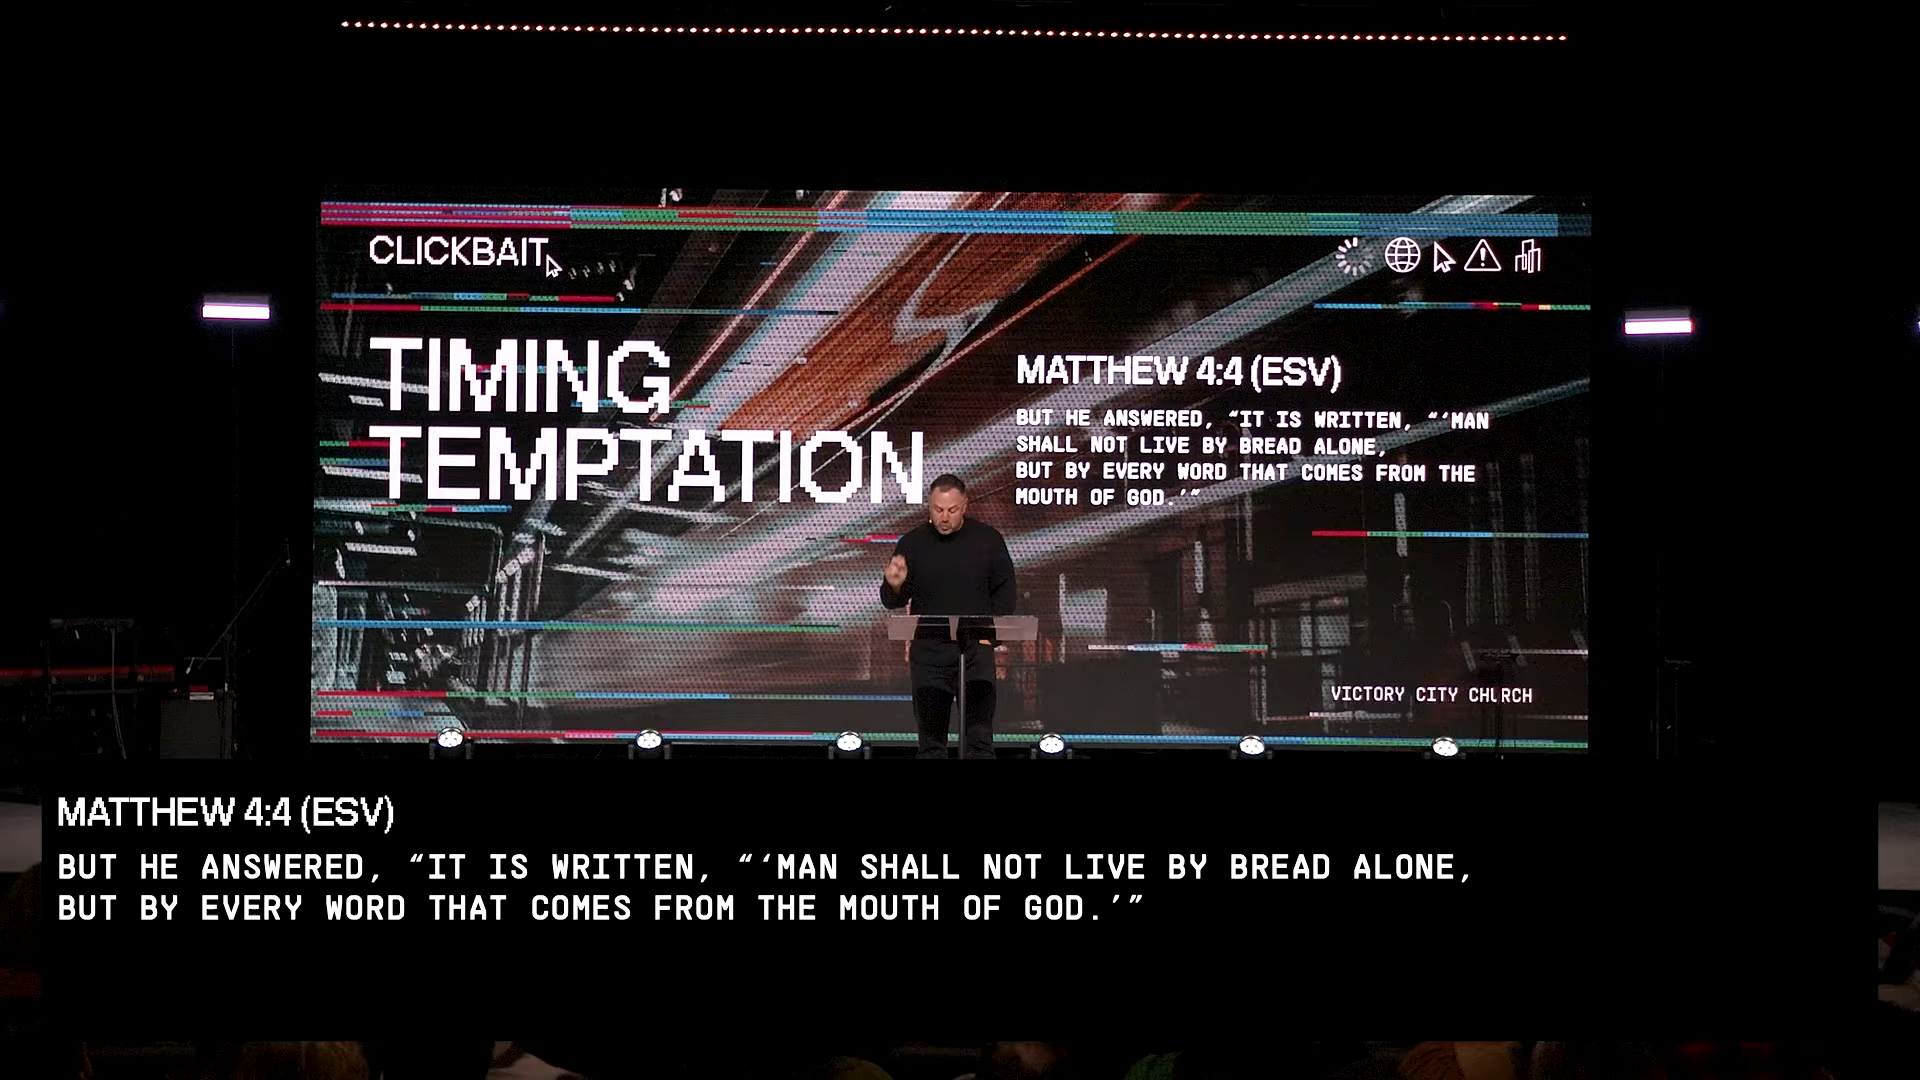 CLICKBAIT
TIMING
TEMPTATION
MATTHEW 4:4 (ESV)
BUT HE ANSWERED, “IT IS WRITTEN, “‘MAN
SHALL NOT LIVE BY BREAD ALONE,
BUT BY EVERY WORD THAT COMES FROM THE
MOUTH OF GOD.’”
VICTORY CITY CHURCH
MATTHEW 4:4 (ESV)
BUT HE ANSWERED, “IT IS WRITTEN, “‘MAN SHALL NOT LIVE BY BREAD ALONE,
BUT BY EVERY WORD THAT COMES FROM THE MOUTH OF GOD.’”